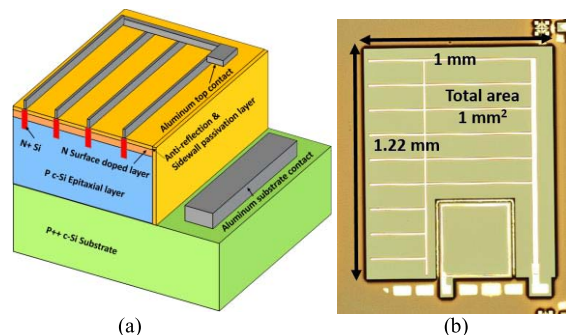 Aluminum top contact
N+ Si
N Surface doped layer
P c-Si Epitaxial layer
Anti-reflection &
Sidewall passivation layer
Aluminum substrate contact
P++ c-Si Substrate
(a)
1 mm
Total area
1 mm²
1.22 mm
(b)